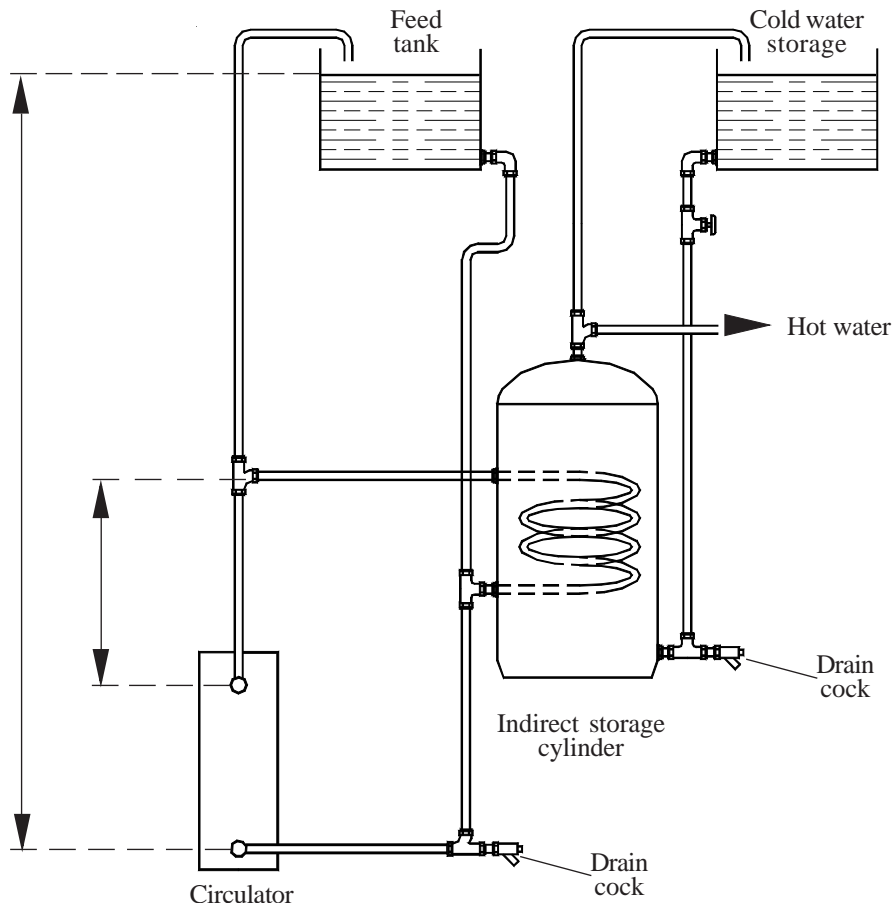 Feed
tank
Cold water
storage
Hot water
Drain
cock
Indirect storage
cylinder
Drain
cock
Circulator